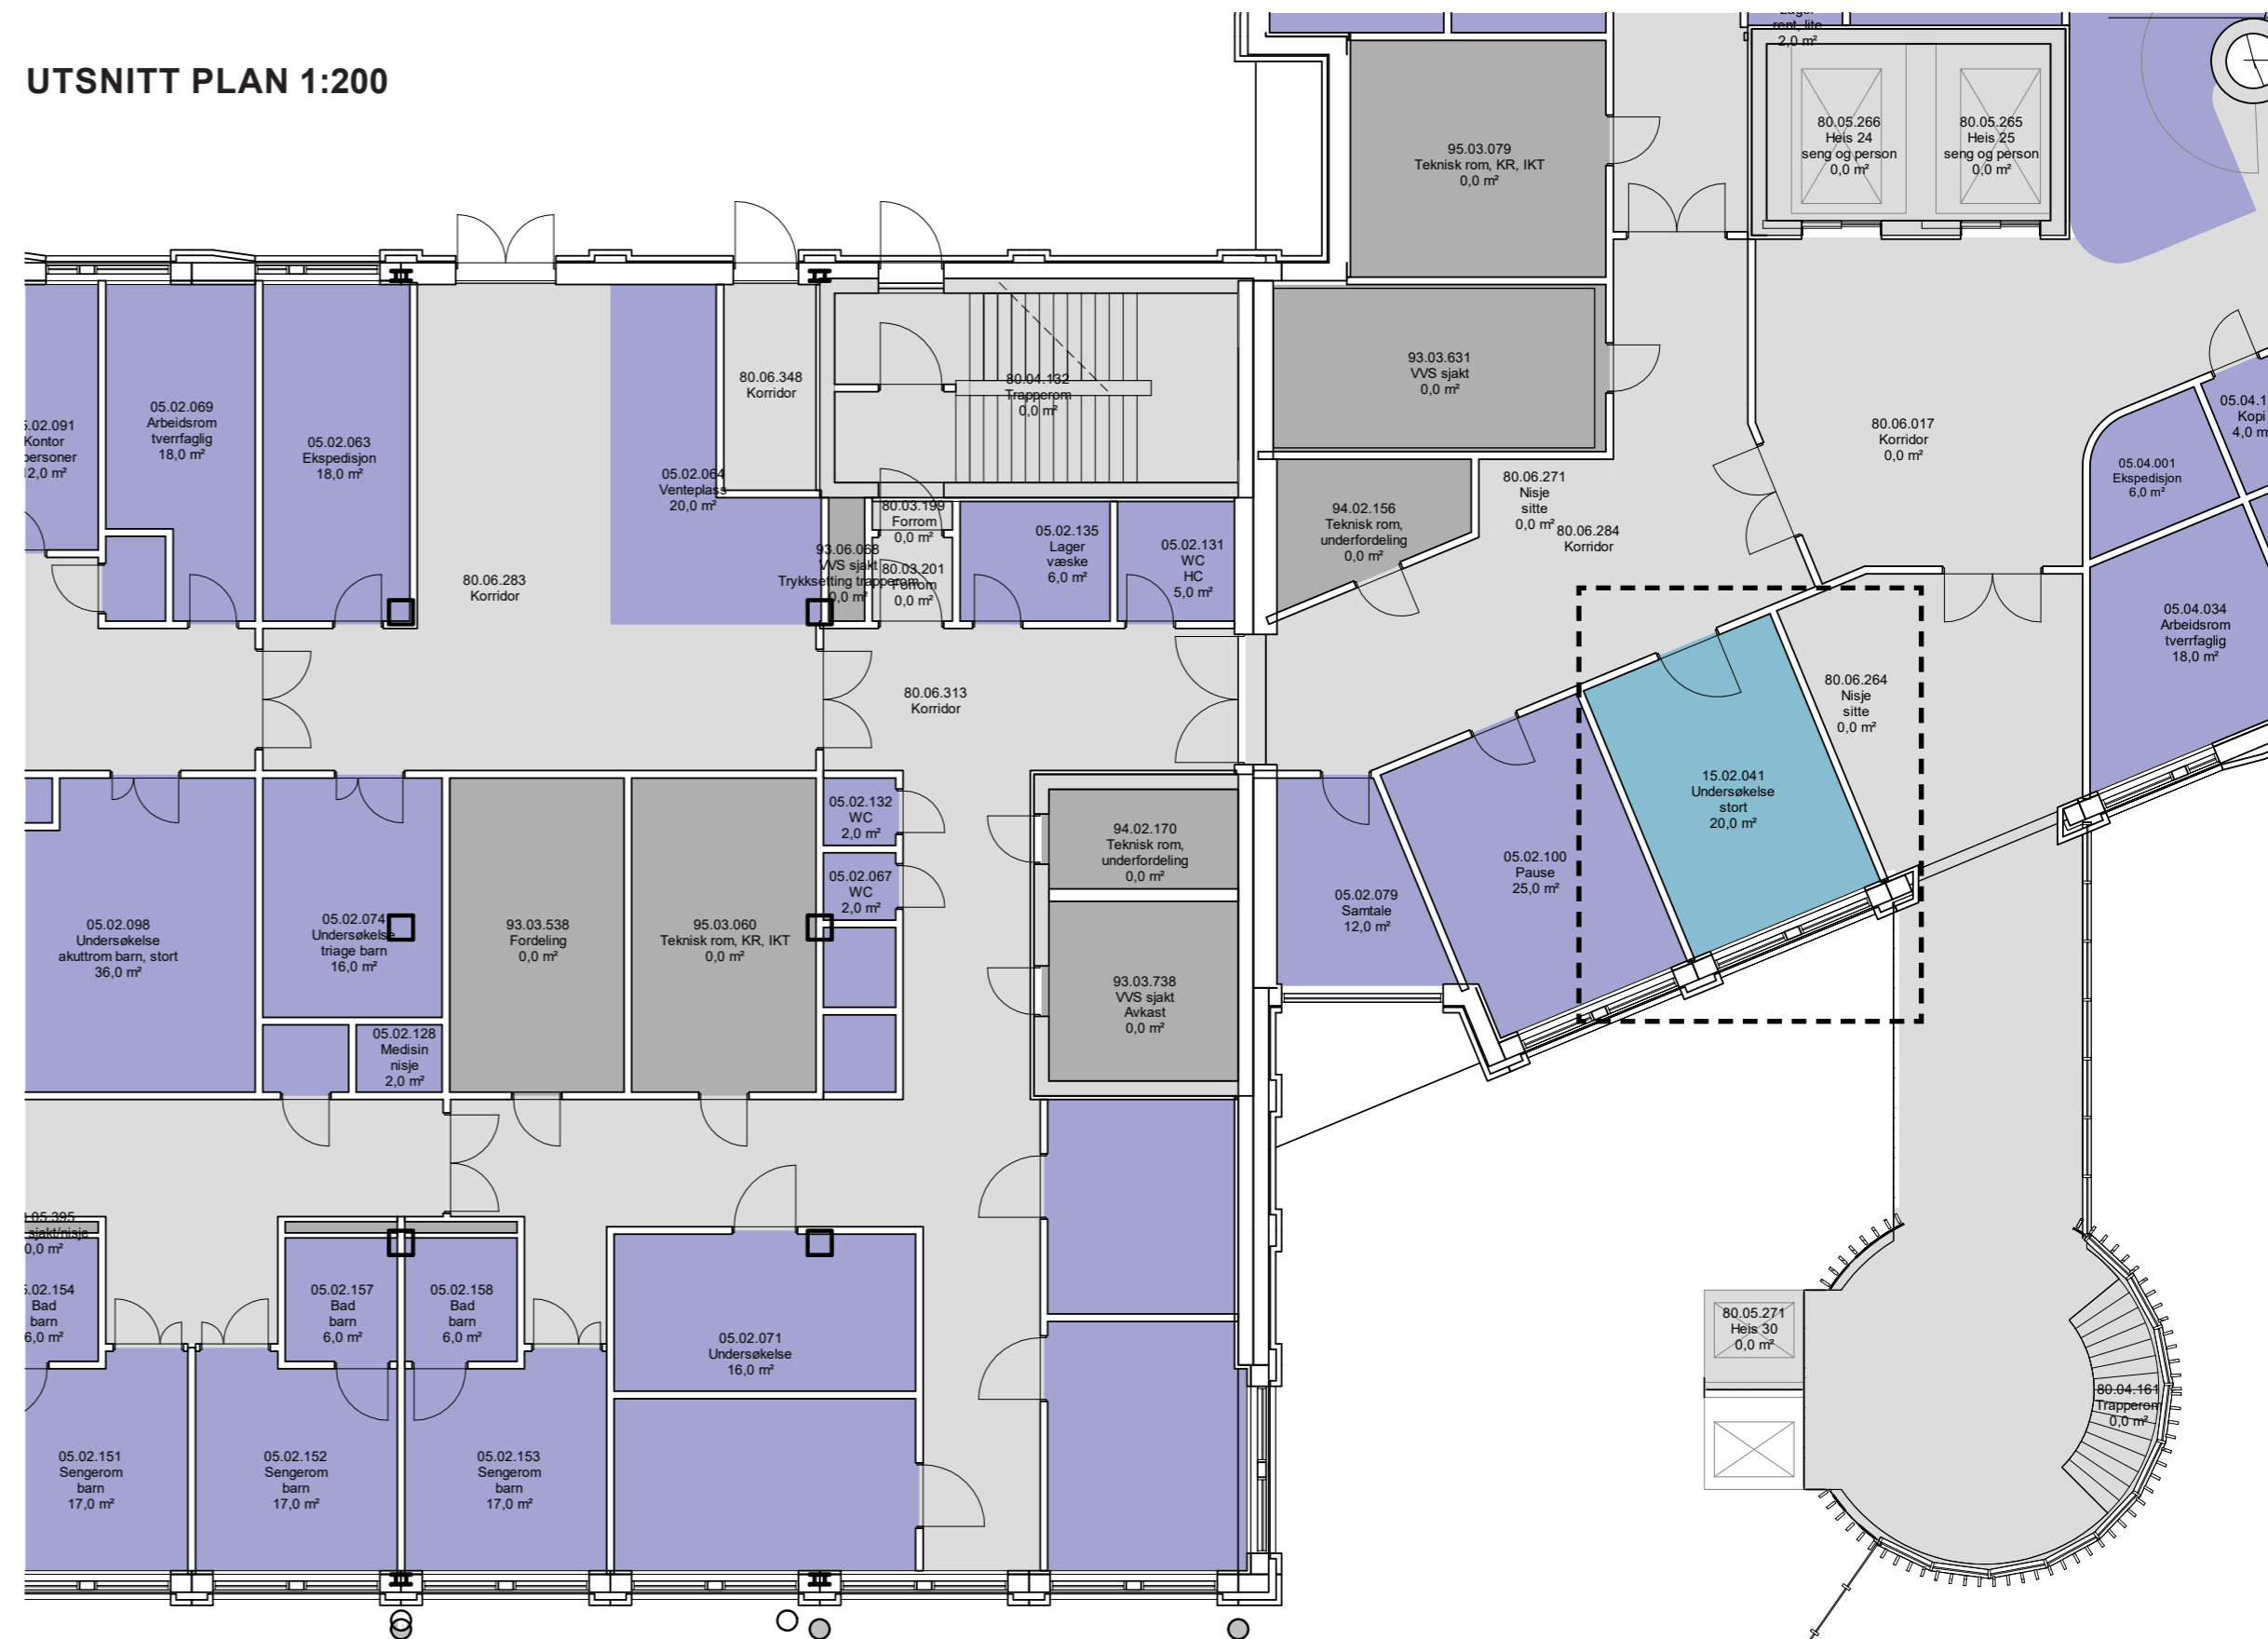 UTSNITT PLAN 1:200
rent, lite
2,0 m²
80.05.266
Heis 24
seng og person
0,0 m²
80.05.265
Heis 25
seng og person
0,0 m²
95.03.079
Teknisk rom, KR, IKT
0,0 m²
93.03.631
VVS sjakt
0,0 m²
80.06.348
Korridor
80.04.132
Trapperom
0,0 m²
05.02.069
Arbeidsrom
tverrfaglig
18,0 m²
05.02.063
Ekspedisjon
18,0 m²
.02.091
Kontor
personer
2,0 m²
05.02.064
Venteplass
20,0 m²
80.06.017
Korridor
0,0 m²
05.04.1
Kopi
4,0 m
05.04.001
Ekspedisjon
6,0 m²
80.06.271
Nisje
sitte
0,0 m²
80.06.284
Korridor
94.02.156
Teknisk rom,
underfordeling
0,0 m²
80.03.199
Forrom
0,0 m²
05.02.135
Lager
væske
6,0 m²
05.02.131
WC
HC
5,0 m²
93.06.068
VVS sjakt
Trykksetting trapperom
0,0 m²
80.03.201
Forrom
0,0 m²
80.06.283
Korridor
05.04.034
Arbeidsrom
tverrfaglig
18,0 m²
80.06.313
Korridor
80.06.264
Nisje
sitte
0,0 m²
15.02.041
Undersøkelse
stort
20,0 m²
05.02.132
WC
2,0 m²
94.02.170
Teknisk rom,
underfordeling
0,0 m²
05.02.100
Pause
25,0 m²
05.02.067
WC
2,0 m²
05.02.079
Samtale
12,0 m²
05.02.098
Undersøkelse
akuttrom barn, stort
36,0 m²
05.02.074
Undersøkelse
triage barn
16,0 m²
93.03.538
Fordeling
0,0 m²
95.03.060
Teknisk rom, KR, IKT
0,0 m²
93.03.738
VVS sjakt
Avkast
0,0 m²
05.02.128
Medisin
nisje
2,0 m²
.05.395
sjakt/nisje
0,0 m²
.02.154
Bad
barn
6,0 m²
05.02.157
Bad
barn
6,0 m²
05.02.158
Bad
barn
6,0 m²
05.02.071
Undersøkelse
16,0 m²
80.05.271
Heis 30
0,0 m²
80.04.161
Trapperom
0,0 m²
05.02.151
Sengerom
barn
17,0 m²
05.02.152
Sengerom
barn
17,0 m²
05.02.153
Sengerom
barn
17,0 m²